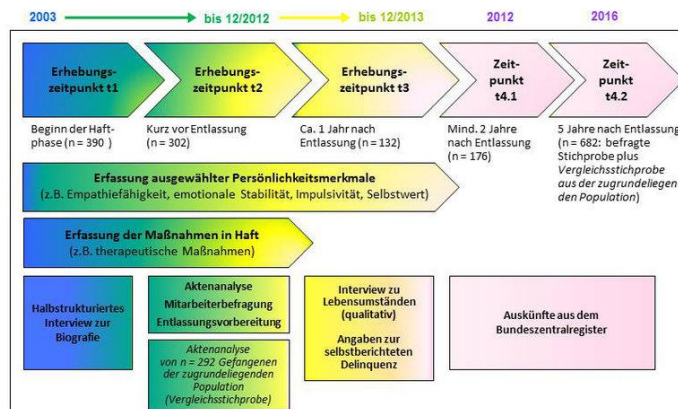 2003
bis 12/2012
bis 12/2013
2012
2016
Erhebungs-
zeitpunkt t1
Erhebungs-
zeitpunkt t2
Erhebungs-
zeitpunkt t3
Zeit-
punkt
t4.1
Zeit-
punkt
t4.2
Beginn der Haft-
phase (n = 390 )
Kurz vor Entlassung
(n = 302)
Ca. 1 Jahr nach
Entlassung (n = 132)
Mind. 2 Jahre
nach Entlassung
(n = 176)
5 Jahre nach Entlassung
(n = 682: befragte
Stichprobe plus
Vergleichsstichprobe
aus der zugrundeliegen
den Population)
Erfassung ausgewählter Persönlichkeitsmerkmale
(z.B. Empathiefähigkeit, emotionale Stabilität, Impulsivität, Selbstwert)
Erfassung der Maßnahmen in Haft
(z.B. therapeutische Maßnahmen)
Halbstrukturiertes
Interview zur
Biografie
Aktenanalyse
Mitarbeiterbefragung
Entlassungsvorbereitung
Aktenanalyse
von n = 292 Gefangenen
der zugrundeliegenden
Population
(Vergleichsstichprobe)
Interview zu
Lebensumständen
(qualitativ)
Angaben zur
selbstberichteten
Delinquenz
Auskünfte aus dem
Bundeszentralregister